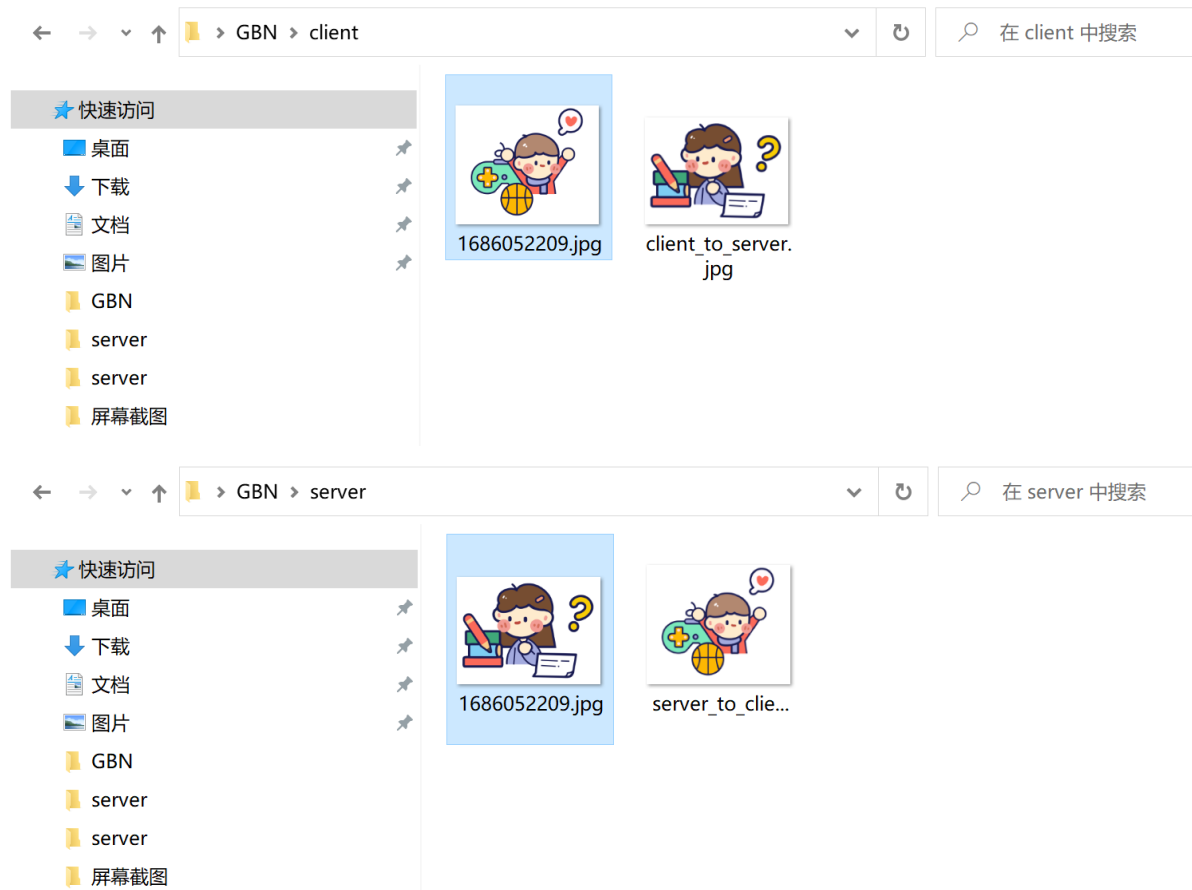 GBN client
在 client 中搜索
快速访问
桌面
下载
文档
图片
GBN
server
server
屏幕截图
1686052209.jpg
client_to_server.
jpg
GBN server
在 server 中搜索
快速访问
桌面
下载
文档
图片
GBN
server
server
屏幕截图
1686052209.jpg
server_to_clie...